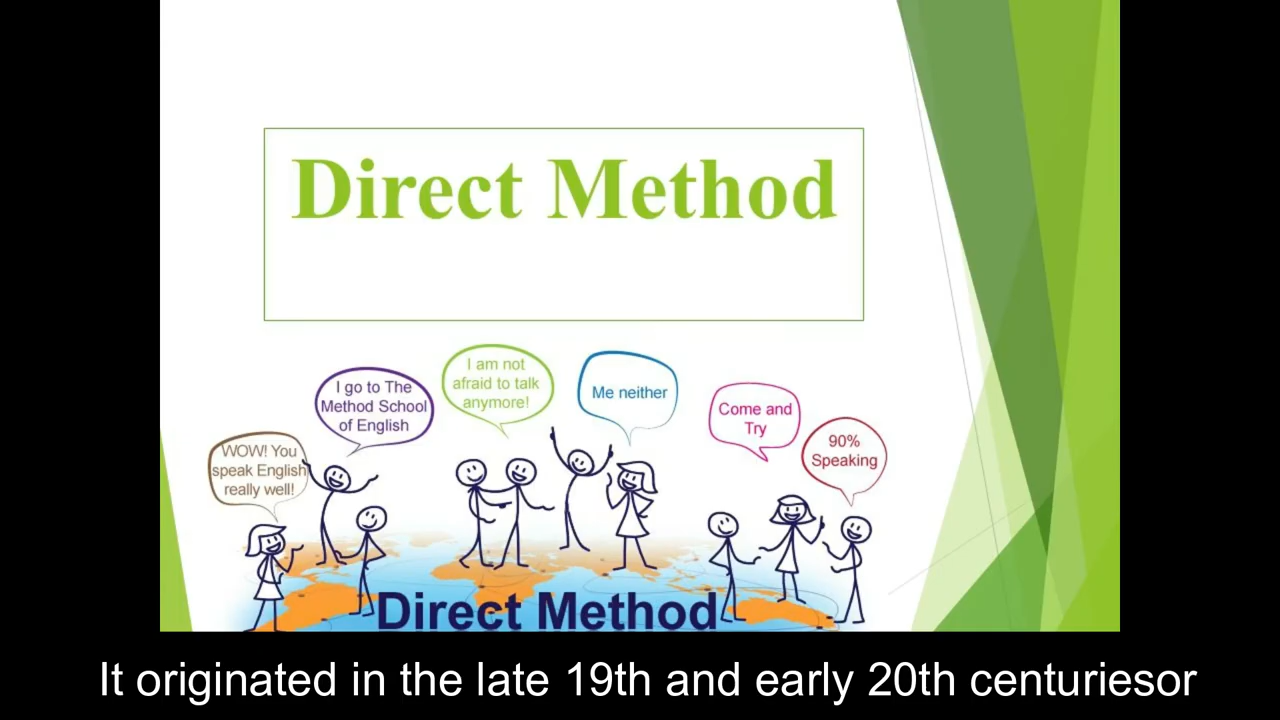 Direct Method
WOW! You
speak English
really well!
I go to The
Method School
of English
I am not
afraid to talk
anymore!
Me neither
Come and
Try
90%
Speaking
Direct Method
It originated in the late 19th and early 20th centuriesor